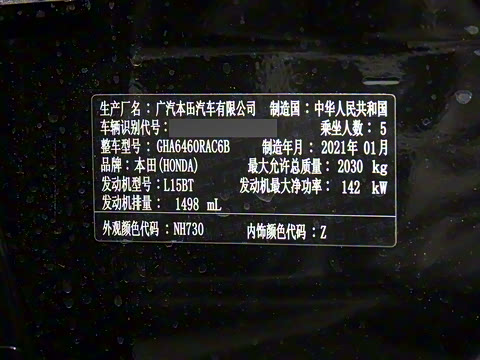 生产厂名：广汽本田汽车有限公司 制造国：中华人民共和国
车辆识别代号： 乘坐人数：5
整车型号：GHA6460RAC6B 制造年月：2021年01月
品牌：本田(HONDA) 最大允许总质量：2030 kg
发动机型号：L15BT 发动机最大净功率：142 kW
发动机排量：1498 mL
外观颜色代码：NH730 内饰颜色代码：Z